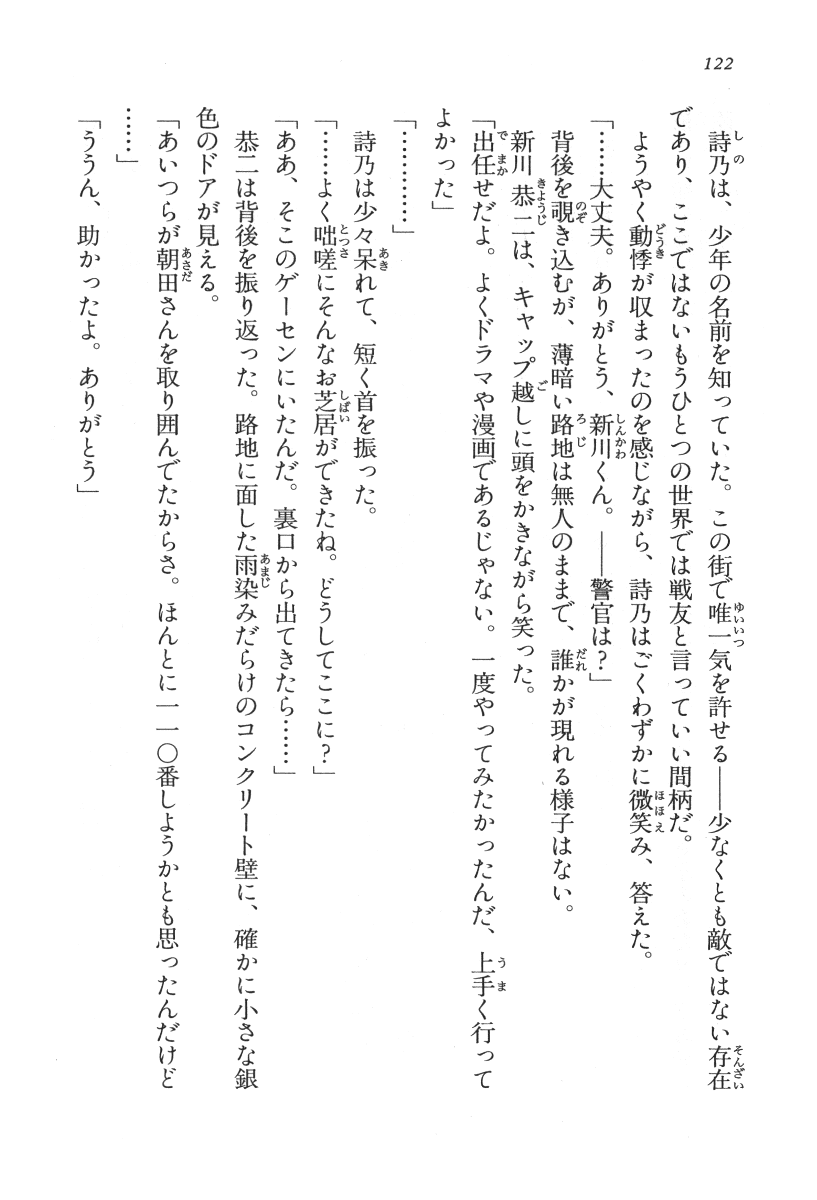 122
詩乃は、少年の名前を知っていた。この街で唯一気を許せる――少なくとも敵ではない存在
であり、ここではないもうひとつの世界では戦友と言っていい間柄だ。
ようやく動悸が収まったのを感じながら、詩乃はごくわずかに微笑み、答えた。
「……大丈夫。ありがとう、新川くん。――警官は?」
背後を覗き込むが、薄暗い路地は無人のままで、誰かが現れる様子はない。
新川恭二は、キャップ越しに頭をかきながら笑った。
「出任せだよ。よくドラマや漫画であるじゃない。一度やってみたかったんだ、上手く行って
よかった」
「…………」
詩乃は少々呆れて、短く首を振った。
「……よく咄嗟にそんなお芝居ができたね。どうしてここに?」
「ああ、そこのゲーセンにいたんだ。裏口から出てきたら……」
恭二は背後を振り返った。路地に面した雨染みだらけのコンクリート壁に、確かに小さな銀
色のドアが見える。
「あいつらが朝田さんを取り囲んでたからさ。ほんとに一一〇番しようかとも思ったんだけど
……」
「ううん、助かったよ。ありがとう」